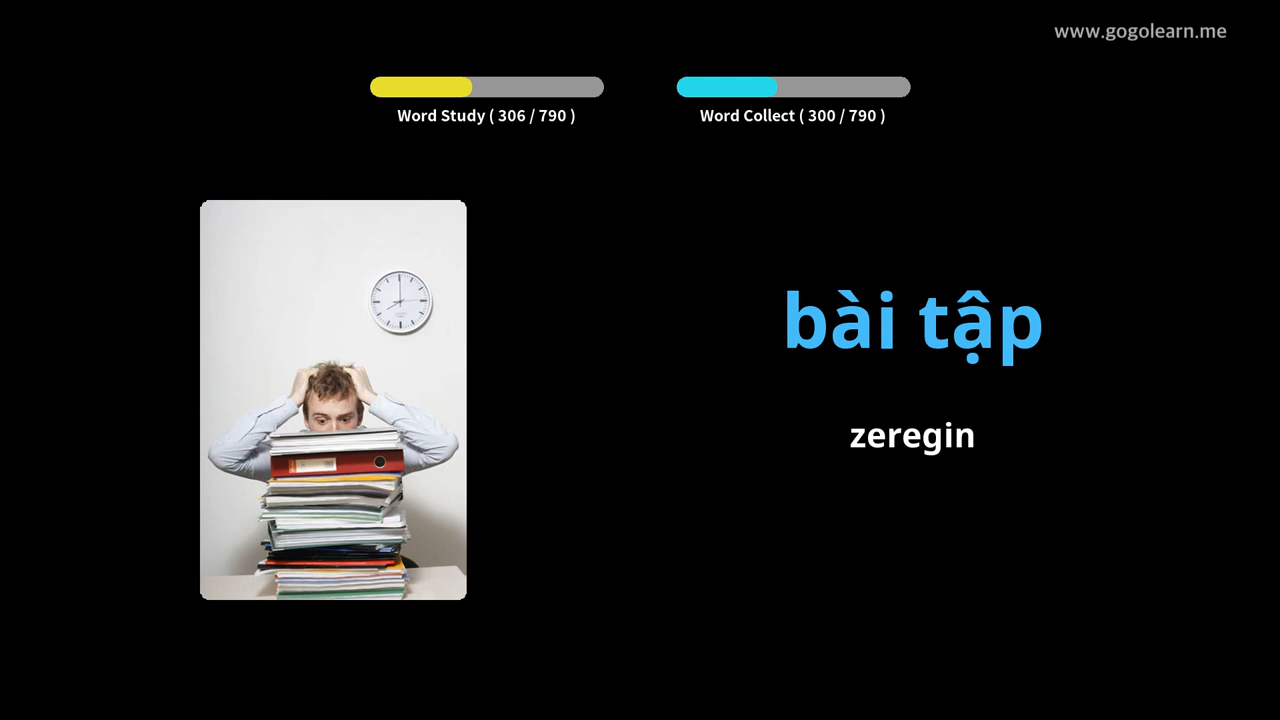 www.gogolearn.me
Word Study ( 306 / 790 )
Word Collect ( 300 / 790 )
bài tập
zeregin